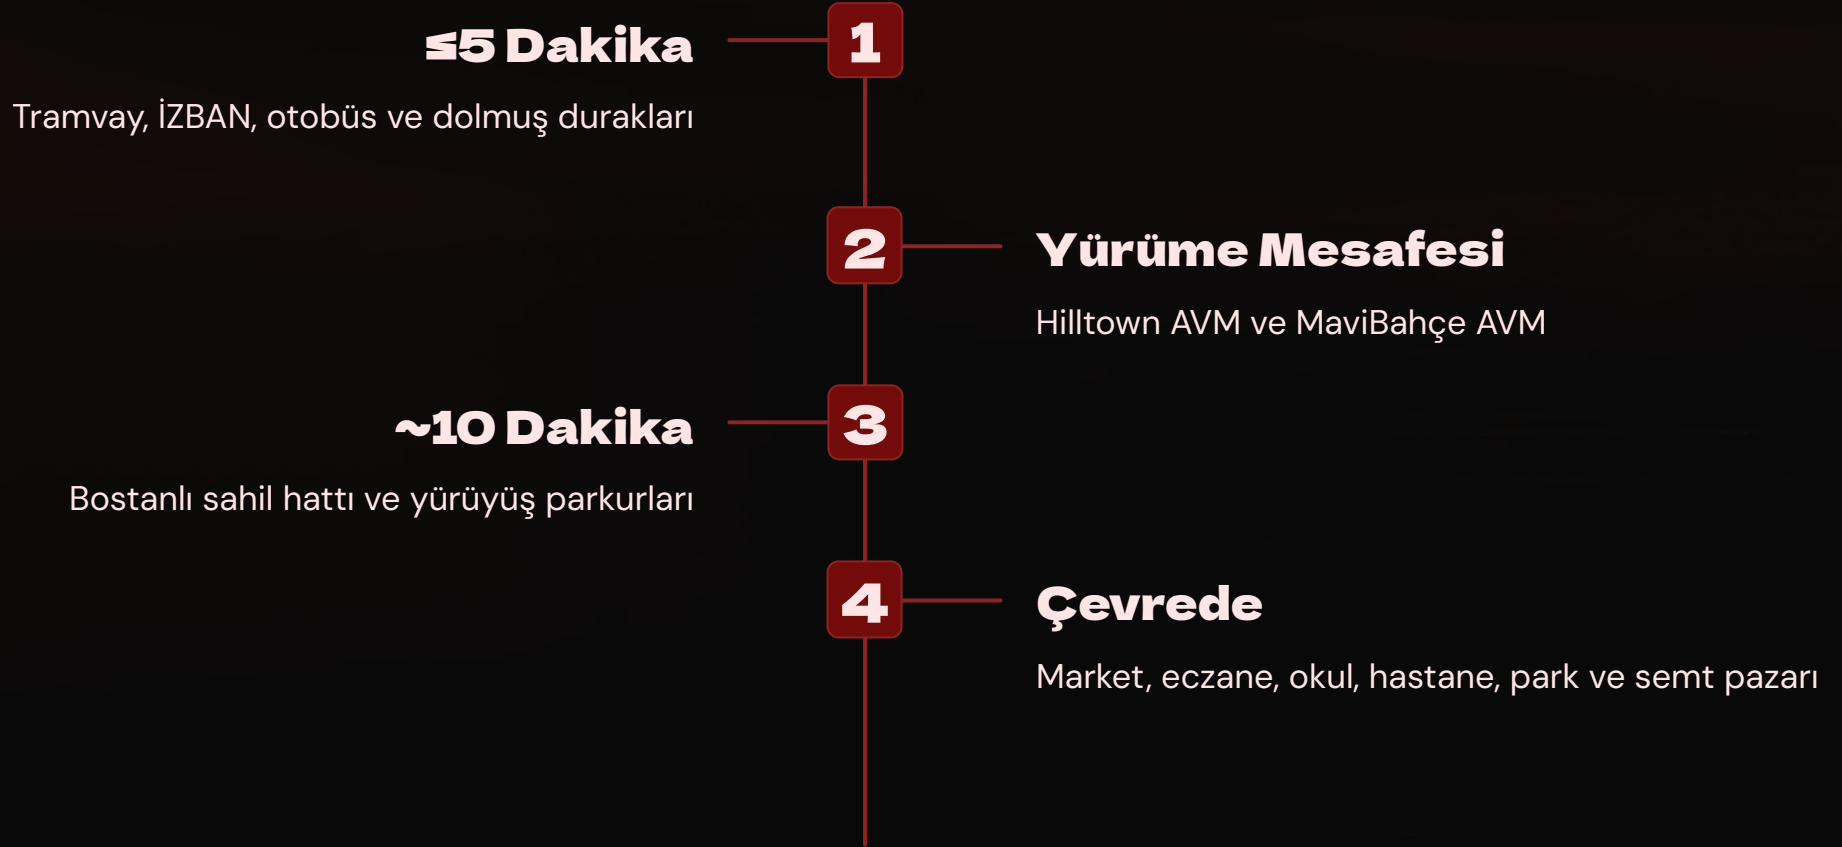 ≤5 Dakika
1
Tramvay, İZBAN, otobüs ve dolmuş durakları
2
Yürüme Mesafesi
Hilltown AVM ve MaviBahçe AVM
~10 Dakika
3
Bostanlı sahil hattı ve yürüyüş parkurları
4
Çevrede
Market, eczane, okul, hastane, park ve semt pazarı